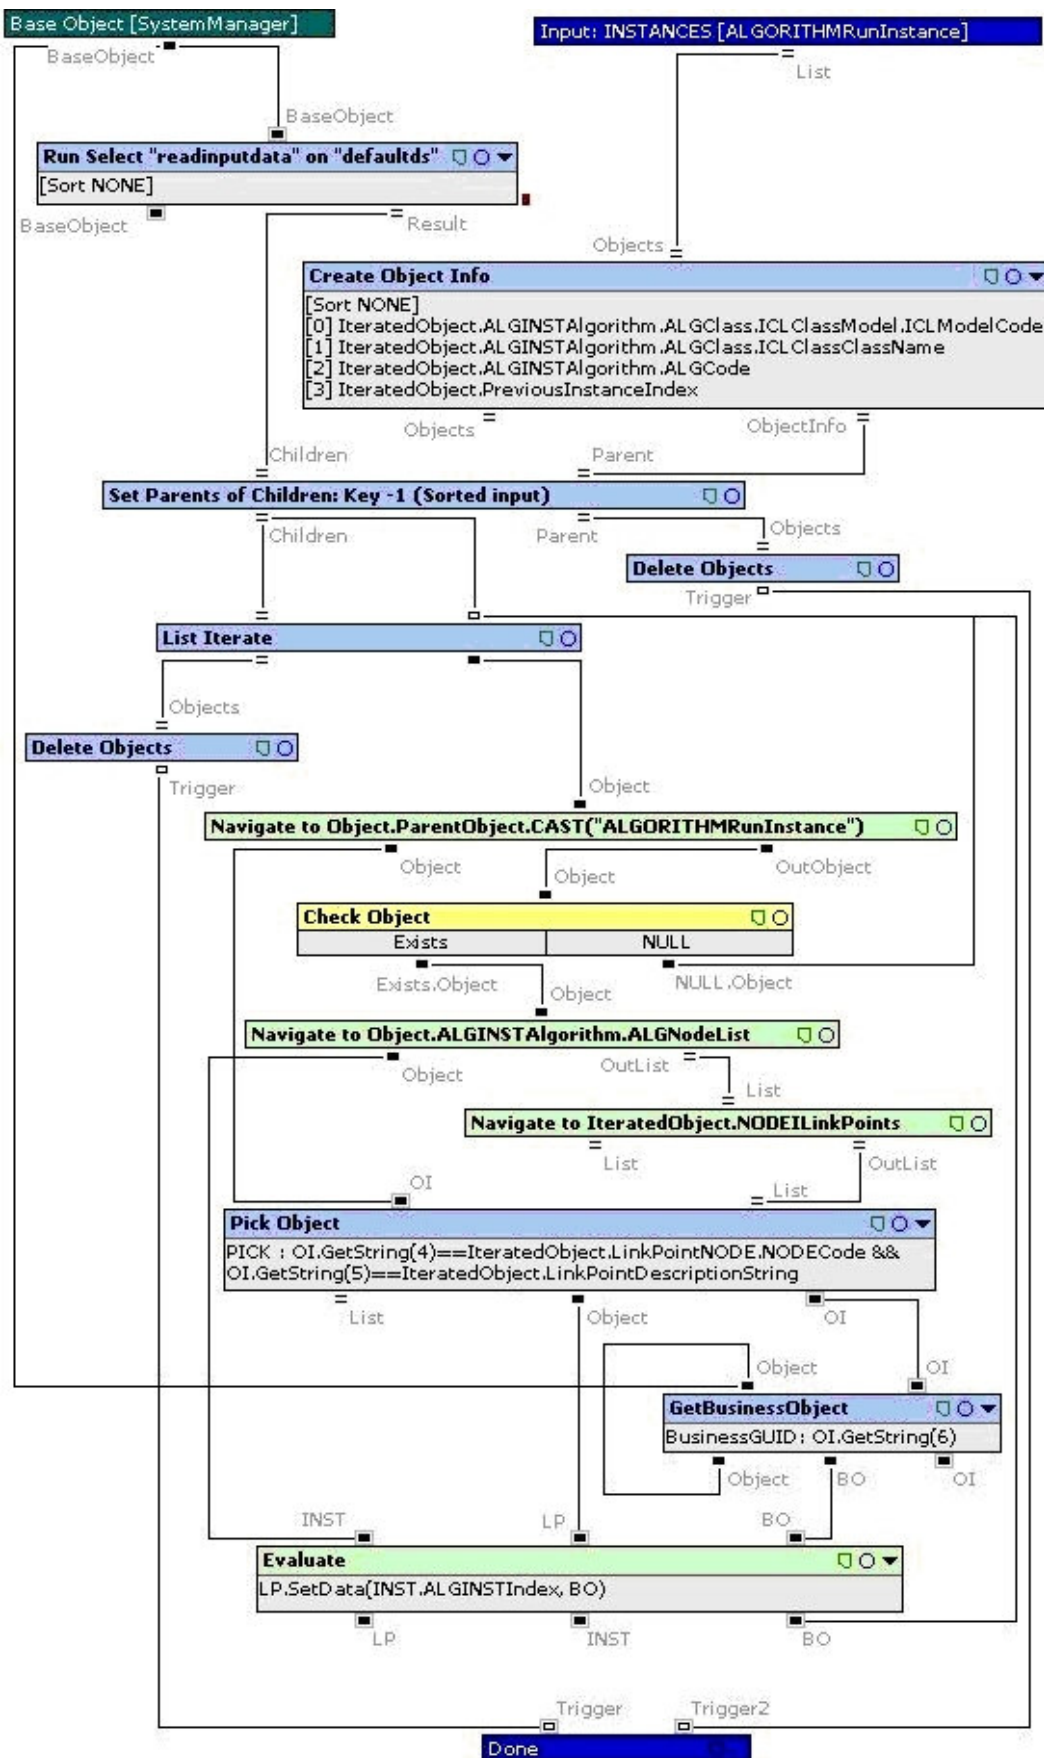 Base Object [SystemManager]
Input: INSTANCES [ALGORITHMRunInstance]
BaseObject
List
BaseObject
Run Select "readinputdata" on "defaultds"
[Sort NONE]
BaseObject
Result
Objects
Create Object Info
[Sort NONE]
[0] IteratedObject.ALGINSTAlgorithm.ALGClass.ICLClassModel.ICLModelCode
[1] IteratedObject.ALGINSTAlgorithm.ALGClass.ICLClassClassName
[2] IteratedObject.ALGINSTAlgorithm.ALGCode
[3] IteratedObject.PreviousInstanceIndex
Objects
ObjectInfo
Children
Parent
Set Parents of Children: Key -1 (Sorted input)
Children
Parent
Objects
Delete Objects
Trigger
List Iterate
Objects
Delete Objects
Trigger
Object
Navigate to Object.ParentObject.CAST("ALGORITHMRunInstance")
Object
Object
OutObject
Check Object
Exists
NULL
Exists.Object
Object
NULL.Object
Navigate to Object.ALGINSTAlgorithm.ALGNodeList
Object
OutList
List
Navigate to IteratedObject.NODEILinkPoints
List
OutList
OI
List
Pick Object
PICK : OI.GetString(4)==IteratedObject.LinkPointNODE.NODECode &&
OI.GetString(5)==IteratedObject.LinkPointDescriptionString
List
Object
OI
Object
OI
GetBusinessObject
BusinessGUID: OI.GetString(6)
Object
BO
OI
INST
LP
BO
Evaluate
LP.SetData(INST.ALGINSTIndex, BO)
LP
INST
BO
Trigger
Trigger2
Done